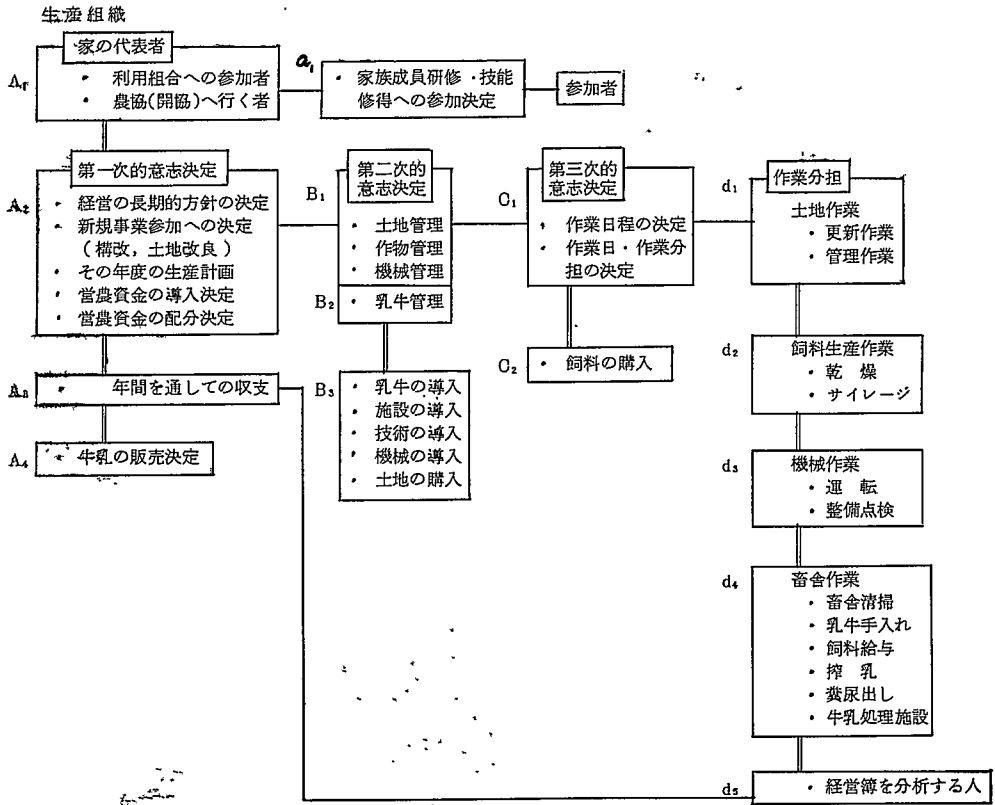 生産組織
家の代表者
A₁
・ 利用組合への参加者
・ 農協(開協)へ行く者
a₁
・ 家族成員研修・技能
修得への参加決定
参加者
第一次的意志決定
A₂
・ 経営の長期的方針の決定
・ 新規事業参加への決定
(構改,土地改良)
・ その年度の生産計画
・ 営農資金の導入決定
・ 営農資金の配分決定
第二次的
意志決定
B₁
・ 土地管理
・ 作物管理
・ 機械管理
B₂
・ 乳牛管理
第三次的
意志決定
C₁
・ 作業日程の決定
・ 作業日・作業分
担の決定
d₁
作業分担
土地作業
・ 更新作業
・ 管理作業
A₃
・ 年間を通しての収支
B₃
・ 乳牛の導入
・ 施設の導入
・ 技術の導入
・ 機械の導入
・ 土地の購入
C₂
・ 飼料の購入
d₂
飼料生産作業
・ 乾 燥
・ サイレージ
A₄
・ 牛乳の販売決定
d₃
機械作業
・ 運 転
・ 整備点検
d₄
畜舎作業
・ 畜舎清掃
・ 乳牛手入れ
・ 飼料給与
・ 搾 乳
・ 糞尿出し
・ 牛乳処理施設
d₅
・ 経営簿を分析する人